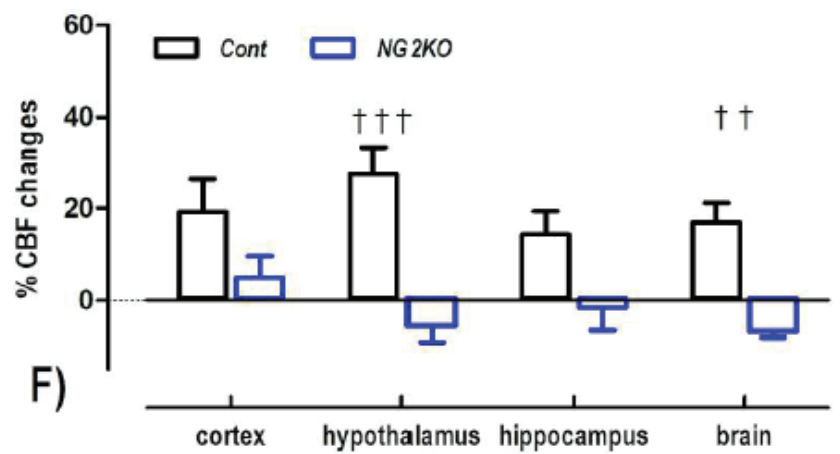 60
Cont NG2KO
40
††† ††
20
0
% CBF changes
F)
cortex hypothalamus hippocampus brain